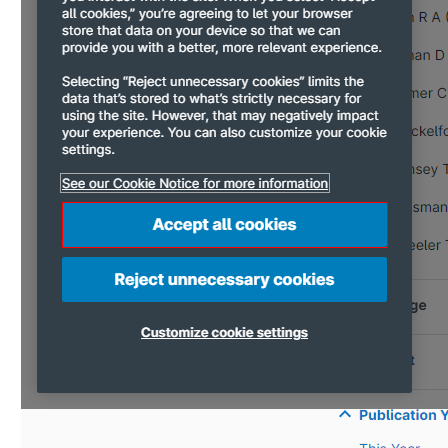 all cookies,” you’re agreeing to let your browser
store that data on your device so that we can
provide you with a better, more relevant experience.
Selecting “Reject unnecessary cookies” limits the
data that’s stored to what’s strictly necessary for
using the site. However, that may negatively impact
your experience. You can also customize your cookie
settings.
See our Cookie Notice for more information
Accept all cookies
Reject unnecessary cookies
Customize cookie settings
R A
D
C
T
Publication Y
This Year